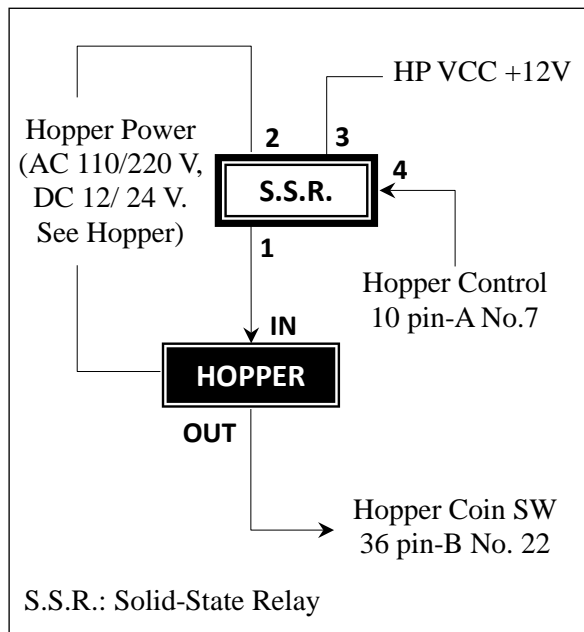 HP VCC +12V
Hopper Power
(AC 110/220 V,
DC 12/ 24 V.
See Hopper)
2
3
S.S.R.
4
1
Hopper Control
10 pin-A No.7
IN
HOPPER
OUT
Hopper Coin SW
36 pin-B No. 22
S.S.R.: Solid-State Relay